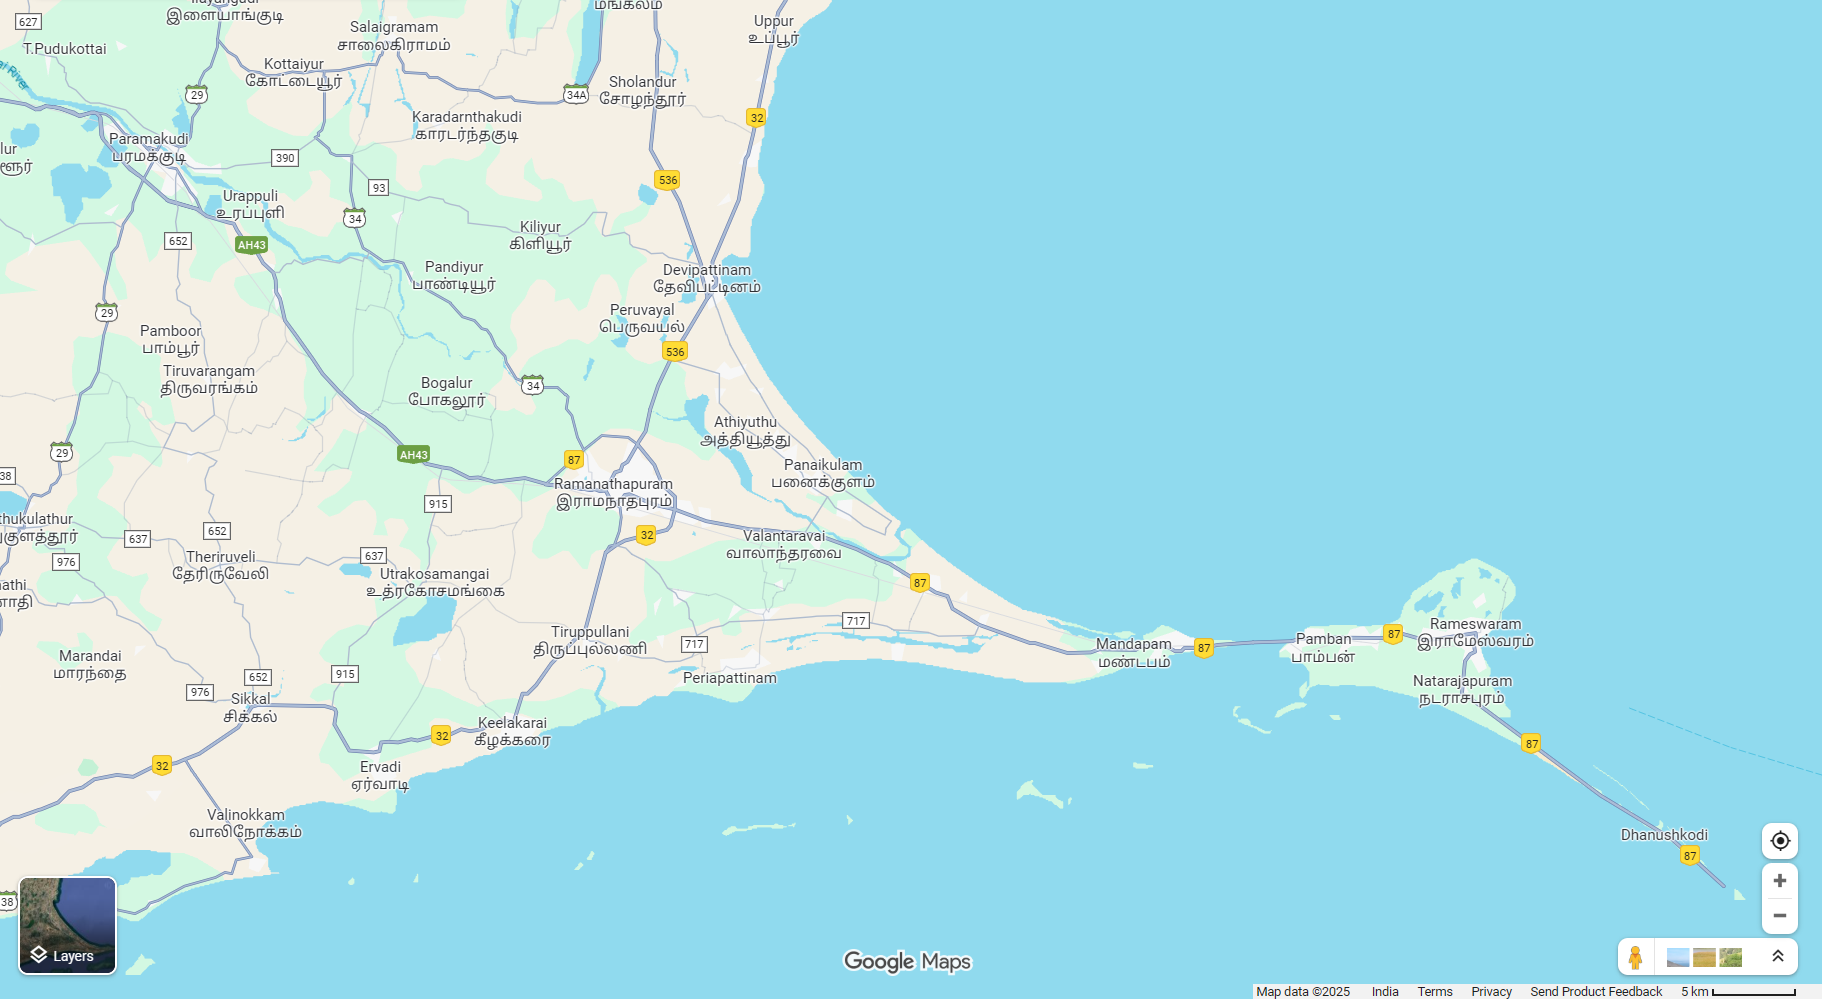 627
இளையாங்குடி
T.Pudukottai
Salaigramam
சாலைகிராமம்
மங்கலம்
Uppur
உப்பூர்
Kottaiyur
கோட்டையூர்
29
34A
Sholandur
சோழந்தூர்
Karadarnthakudi
காரடர்ந்தகுடி
32
Paramakudi
பரமக்குடி
390
93
536
Urappuli
உரப்புளி
34
652
AH43
Kiliyur
கிளியூர்
Pandiyur
பாண்டியூர்
Devipattinam
தேவிபட்டினம்
29
Pamboor
பாம்பூர்
Peruvayal
பெருவயல்
536
Tiruvarangam
திருவரங்கம்
Bogalur
போகலூர்
34
Athiyuthu
அத்தியூத்து
29
AH43
87
Panaikulam
பனைக்குளம்
38
Ramanathapuram
இராமநாதபுரம்
915
thukulathur
652
637
976
637
32
Valantaravai
வாலாந்தரவை
Theriruveli
தேரிருவேலி
Utrakosamangai
உத்ரகோசமங்கை
87
717
Tiruppullani
திருப்புல்லணி
717
Mandapam
மண்டபம்
87
Pamban
பாம்பன்
87
Rameswaram
இராமேஸ்வரம்
Marandai
மாரந்தை
652
915
976
Periapattinam
Natarajapuram
நடராசபுரம்
Sikkal
சிக்கல்
32
Keelakarai
கீழக்கரை
87
32
Ervadi
ஏர்வாடி
Valinokkam
வாலிநோக்கம்
Dhanushkodi
87
38
Layers
Google Maps
Map data ©2025 India Terms Privacy Send Product Feedback 5 km